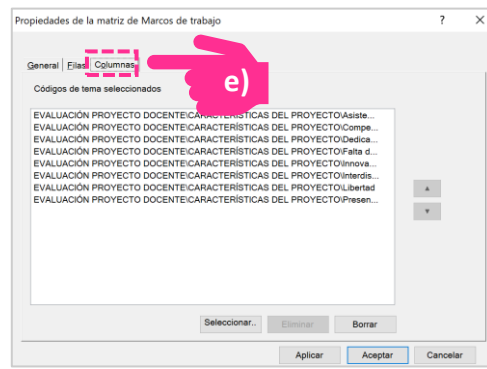 Propiedades de la matriz de Marcos de trabajo ? X
General Filas Columnas
Códigos de tema seleccionados
e)
EVALUACIÓN PROYECTO DOCENTE\CARACTERÍSTICAS DEL PROYECTO\Asiste...
EVALUACIÓN PROYECTO DOCENTE\CARACTERÍSTICAS DEL PROYECTO\Compe...
EVALUACIÓN PROYECTO DOCENTE\CARACTERÍSTICAS DEL PROYECTO\Dedica...
EVALUACIÓN PROYECTO DOCENTE\CARACTERÍSTICAS DEL PROYECTO\Falta d...
EVALUACIÓN PROYECTO DOCENTE\CARACTERÍSTICAS DEL PROYECTO\Innova...
EVALUACIÓN PROYECTO DOCENTE\CARACTERÍSTICAS DEL PROYECTO\Interdis...
EVALUACIÓN PROYECTO DOCENTE\CARACTERÍSTICAS DEL PROYECTO\Libertad
EVALUACIÓN PROYECTO DOCENTE\CARACTERÍSTICAS DEL PROYECTO\Presen...
Seleccionar.. Eliminar Borrar
Aplicar Aceptar Cancelar